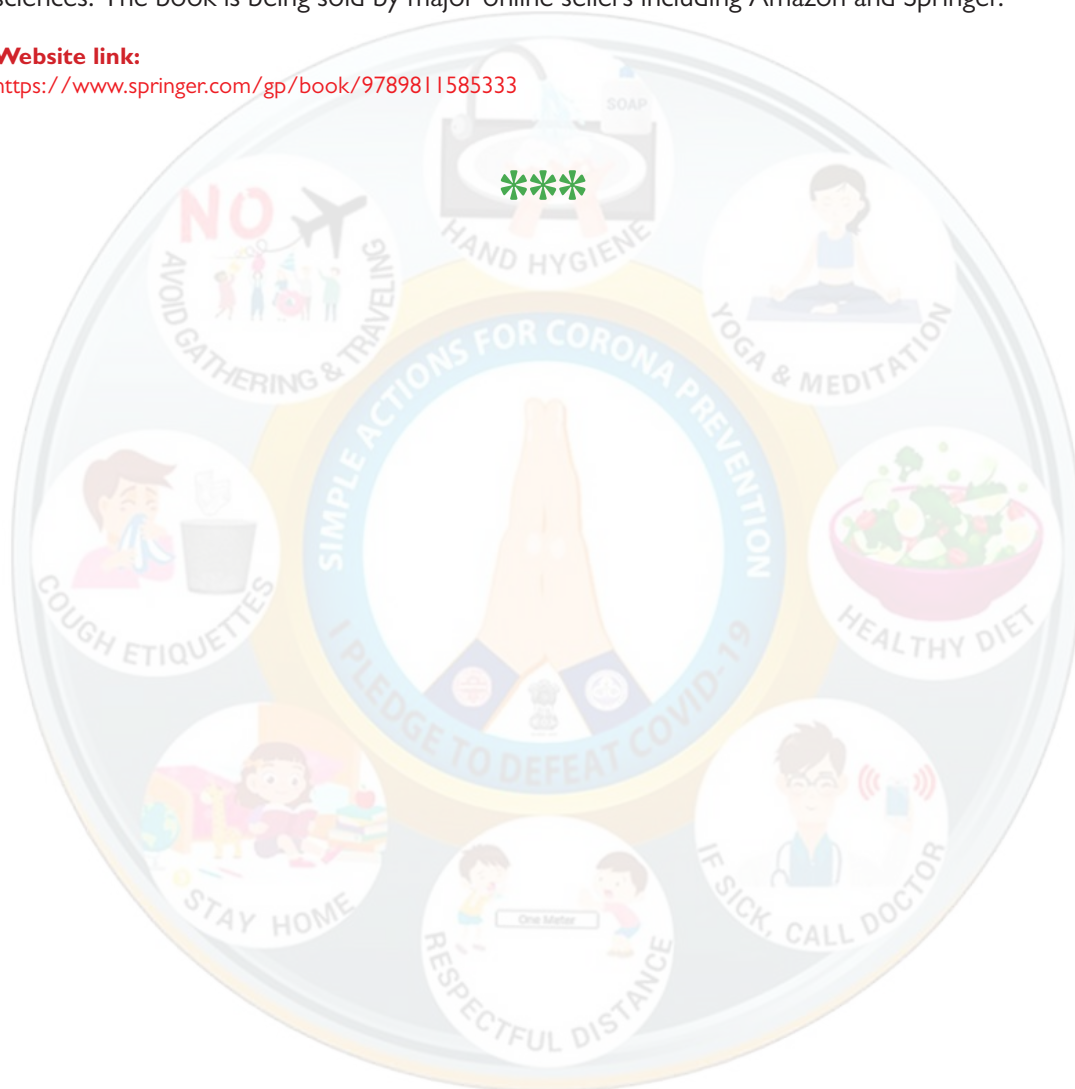 sciences. The book is being sold by major online sellers including Amazon and Springer.
Website link:
https://www.springer.com/gp/book/9789811585333
***
SOAP
HAND HYGIENE
NO
AVOID GATHERING & TRAVELING
YOGA & MEDITATION
SIMPLE ACTIONS FOR CORONA PREVENTION
I PLEDGE TO DEFEAT COVID-19
COUGH ETIQUETTES
HEALTHY DIET
STAY HOME
One Meter
RESPECTFUL DISTANCE
IF SICK, CALL DOCTOR